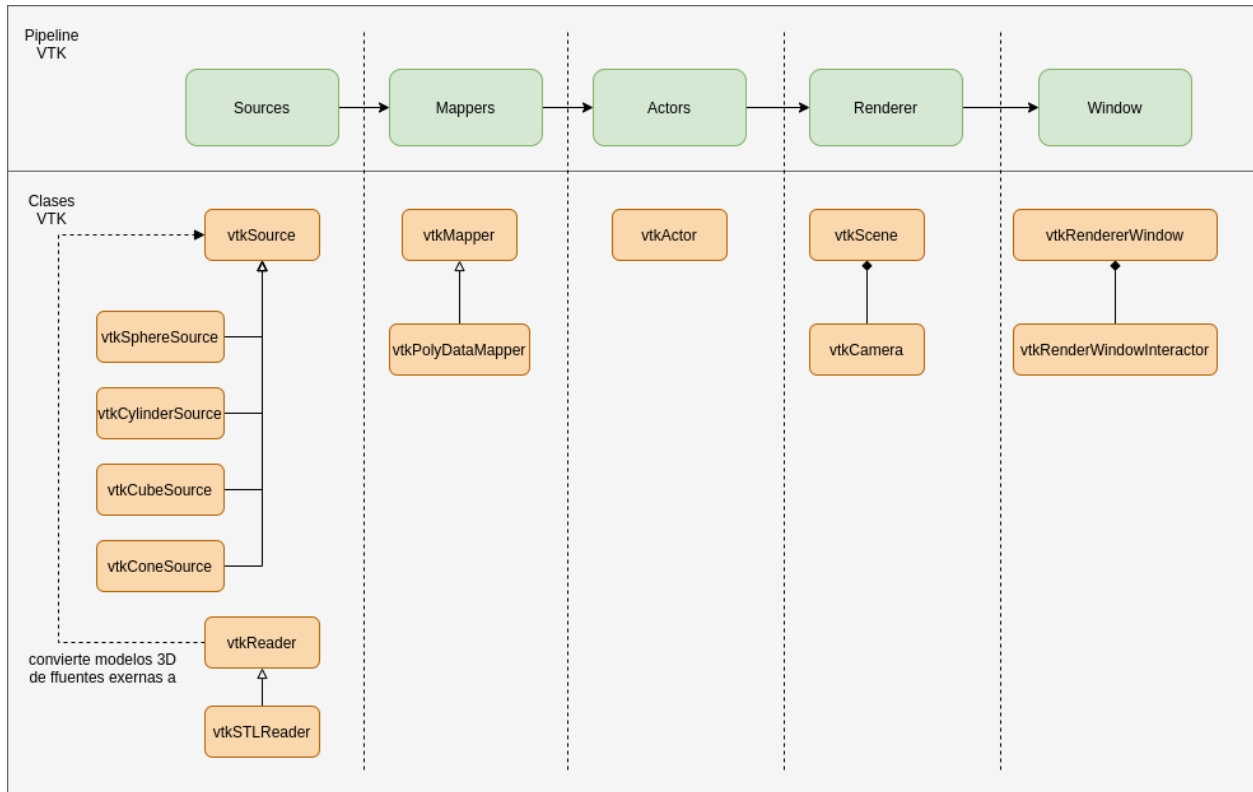 Pipeline
VTK
Sources
Mappers
Actors
Renderer
Window
Clases
VTK
vtkSource
vtkMapper
vtkActor
vtkScene
vtkRendererWindow
vtkSphereSource
vtkPolyDataMapper
vtkCamera
vtkRenderWindowInteractor
vtkCylinderSource
vtkCubeSource
vtkConeSource
vtkReader
convierte modelos 3D
de ffuentes exernas a
vtkSTLReader